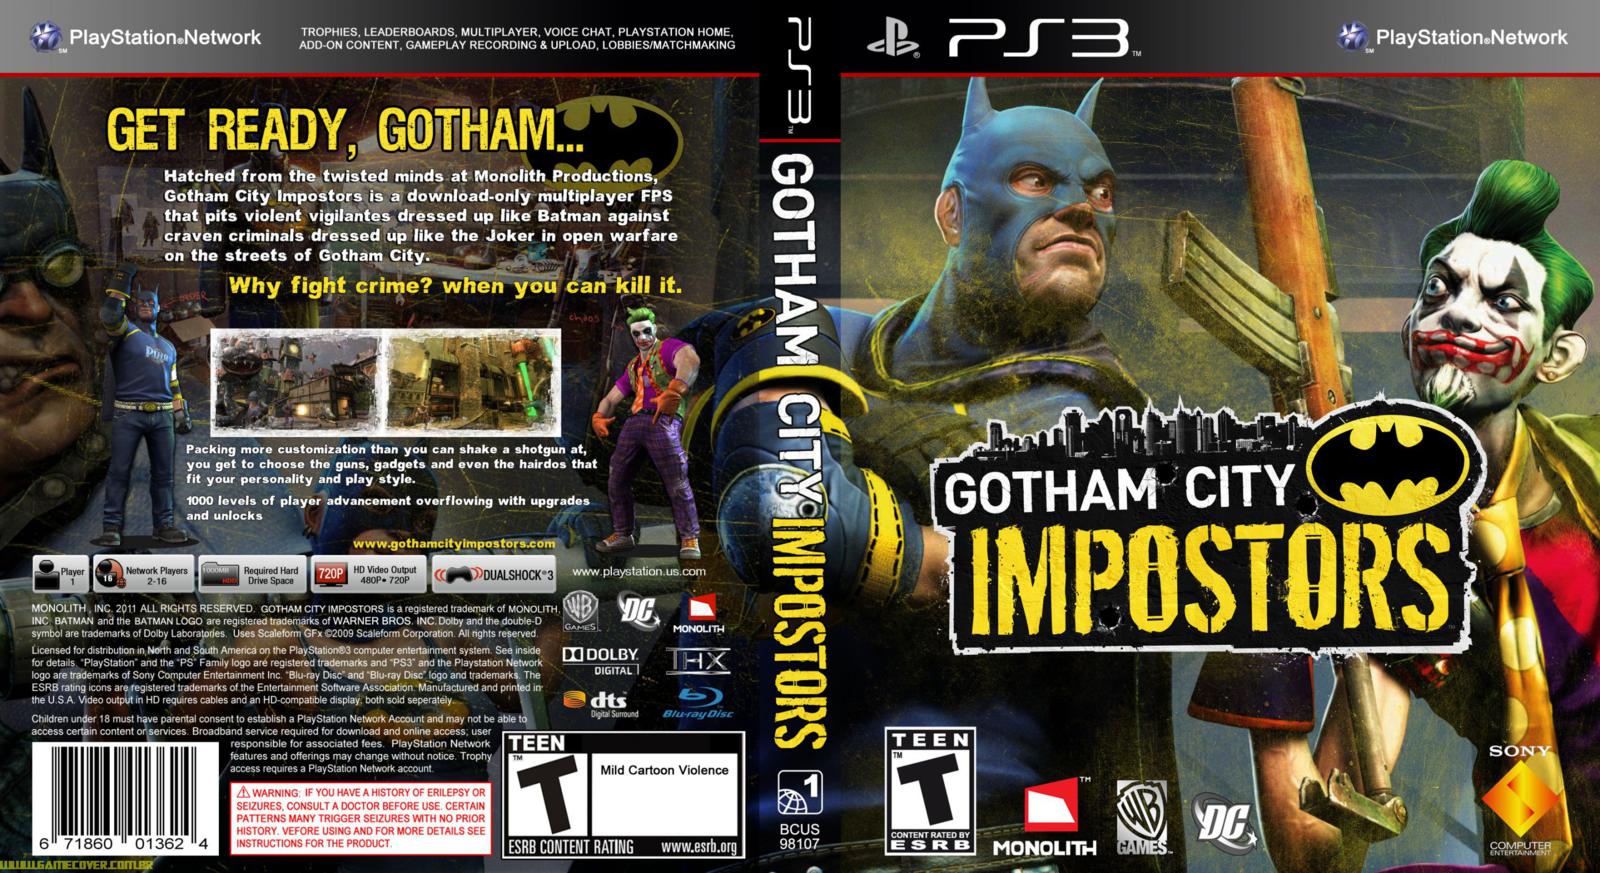 PlayStation®Network
SM
TROPHIES, LEADERBOARDS, MULTIPLAYER, VOICE CHAT, PLAYSTATION HOME,
ADD-ON CONTENT, GAMEPLAY RECORDING & UPLOAD, LOBBIES/MATCHMAKING
GET READY, GOTHAM...
Hatched from the twisted minds at Monolith Productions,
Gotham City Impostors is a download-only multiplayer FPS
that pits violent vigilantes dressed up like Batman against
craven criminals dressed up like the Joker in open warfare
on the streets of Gotham City.
Why fight crime? when you can kill it.
ORDER
chaos
Packing more customization than you can shake a shotgun at,
you get to choose the guns, gadgets and even the hairdos that
fit your personality and play style.
1000 levels of player advancement overflowing with upgrades
and unlocks
www.gothamcityimpostors.com
Player
1
16
Network Players
2-16
1000MB
HDD
Required Hard
Drive Space
720P
HD Video Output
480P• 720P
DUALSHOCK®3
www.playstation.us.com
MONOLITH , INC. 2011 ALL RIGHTS RESERVED. GOTHAM CITY IMPOSTORS is a registered trademark of MONOLITH,
INC. BATMAN and the BATMAN LOGO are registered trademarks of WARNER BROS. INC. Dolby and the double-D
symbol are trademarks of Dolby Laboratories. Uses Scaleform GFx ©2009 Scaleform Corporation. All rights reserved.
Licensed for distribution in North and South America on the PlayStation®3 computer entertainment system. See inside
for details. “PlayStation” and the “PS” Family logo are registered trademarks and “PS3” and the Playstation Network
logo are trademarks of Sony Computer Entertainment Inc. “Blu-ray Disc” and “Blu-ray Disc” logo and trademarks. The
ESRB rating icons are registered trademarks of the Entertainment Software Association. Manufactured and printed in
the U.S.A. Video output in HD requires cables and an HD-compatible display, both sold seperately.
Children under 18 must have parental consent to establish a PlayStation Network Account and may not be able to
access certain content or services. Broadband service required for download and online access; user
responsible for associated fees. PlayStation Network
features and offerings may change without notice. Trophy
access requires a PlayStation Network account.
WB
GAMES
DC
MONOLITH
DOLBY
DIGITAL
THX
dts
Digital Surround
Blu-ray Disc
WARNING: IF YOU HAVE A HISTORY OF ERILEPSY OR
SEIZURES, CONSULT A DOCTOR BEFORE USE. CERTAIN
PATTERNS MANY TRIGGER SEIZURES WITH NO PRIOR
HISTORY. VEFORE USING AND FOR MORE DETAILS SEE
INSTRUCTIONS FOR THE PRODUCT.
6 71860 01362 4
WWW.GAMECOVER.COM.BR
TEEN
T
TM
Mild Cartoon Violence
ESRB CONTENT RATING www.esrb.org
PS3
TM
GOTHAM CITY IMPOSTORS
1
BCUS
98107
PS3
TM
PlayStation®Network
SM
GOTHAM CITY
IMPOSTORS
TEEN
T
TM
CONTENT RATED BY
ESRB
MONOLITH
TM
WB
GAMES
DC
SONY
COMPUTER
ENTERTAINMENT